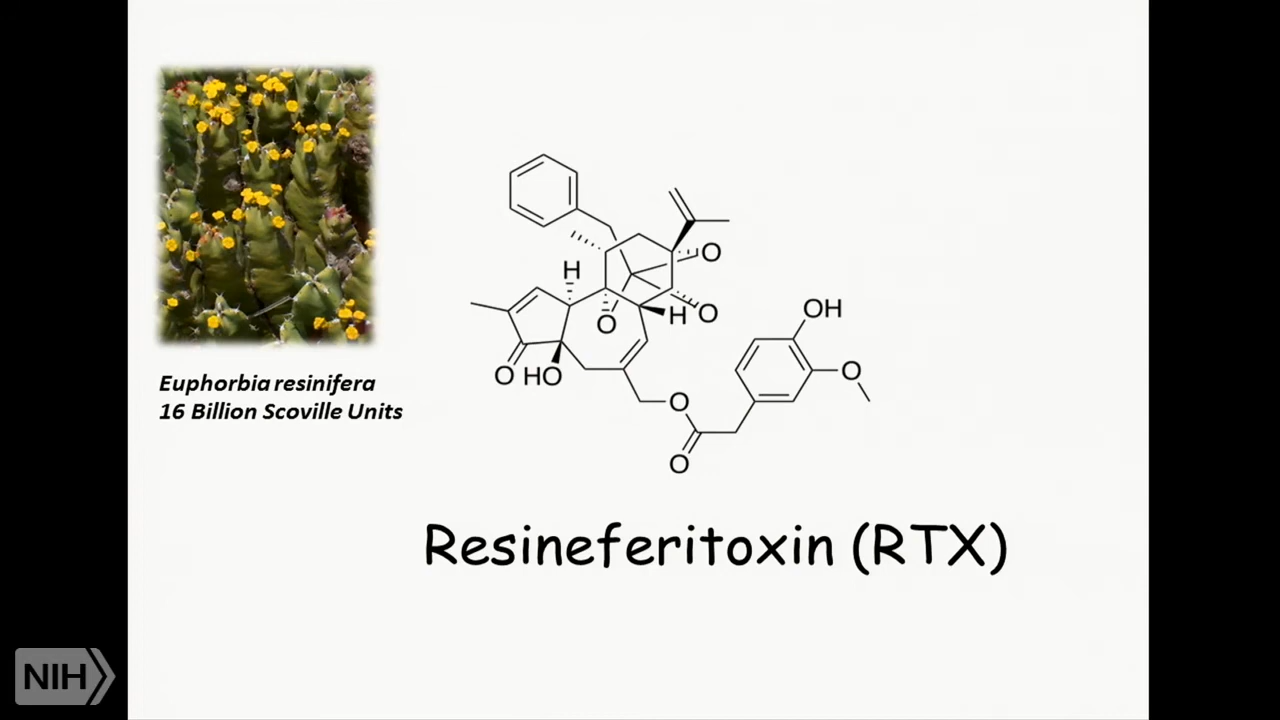 Euphorbia resinifera
16 Billion Scoville Units
H
O
O
H
O
O
HO
OH
O
O
O
Resineferitoxin (RTX)
NIH